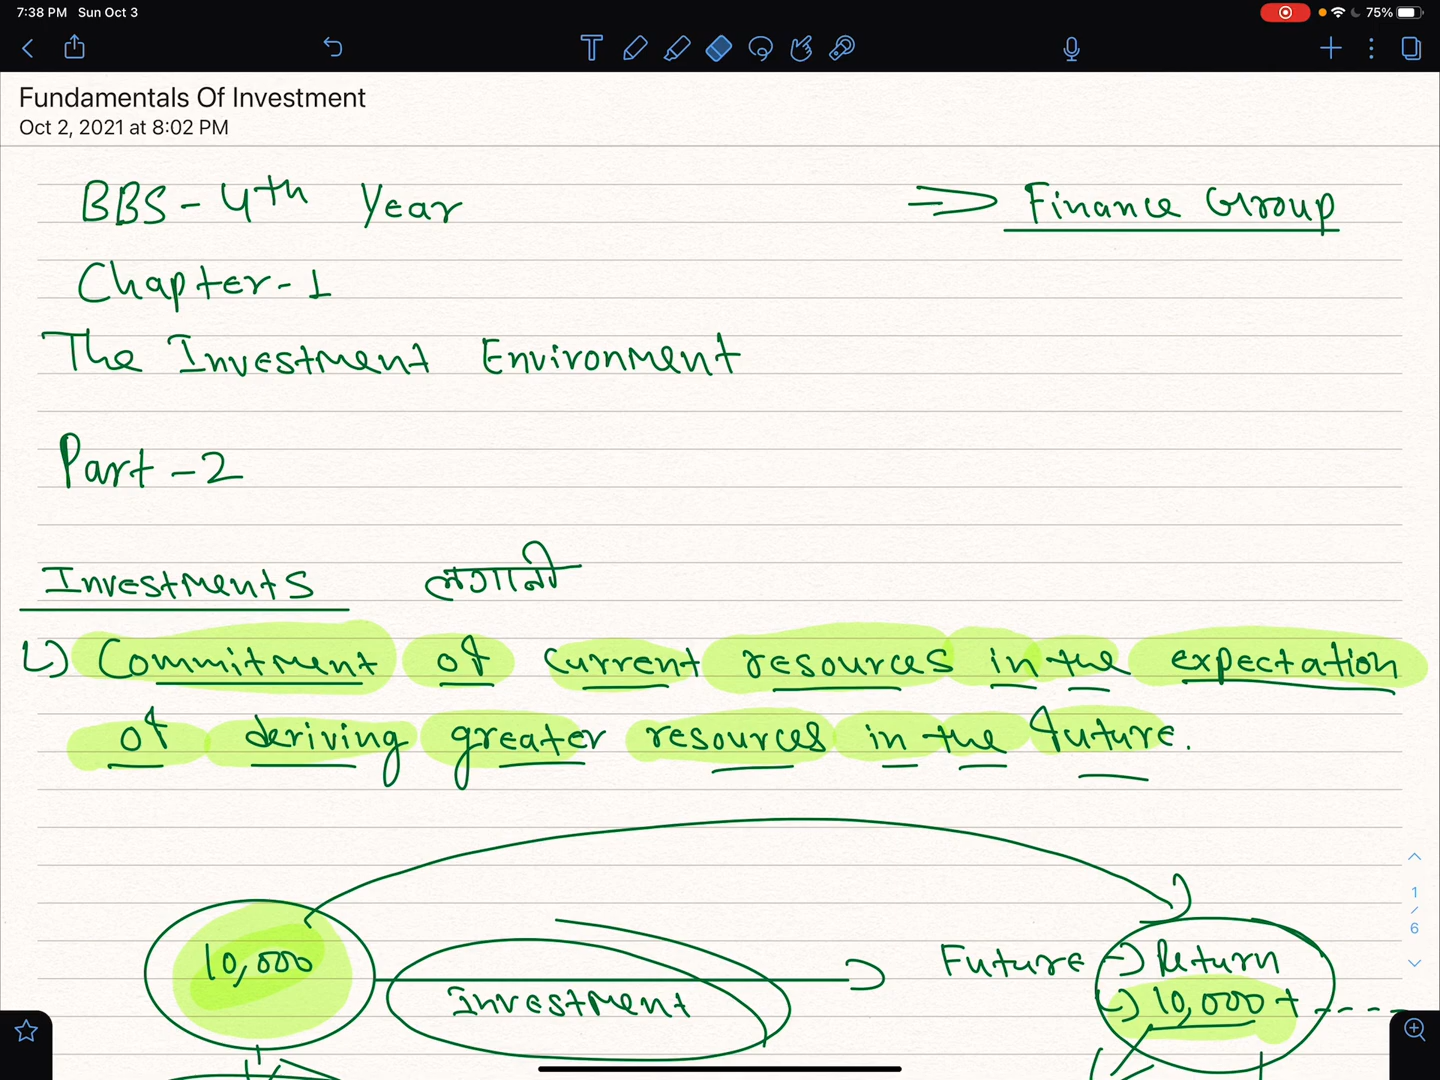 7:38 PM Sun Oct 3
75%
Fundamentals Of Investment
Oct 2, 2021 at 8:02 PM
BBS - 4th Year => Finance Group
Chapter - 1
The Investment Environment
Part - 2
Investments लगानी
↳ Commitment of current resources in the expectation
of deriving greater resources in the future.
10,000
Investment
Future → Return
↳ 10,000 + ----
1
/
6